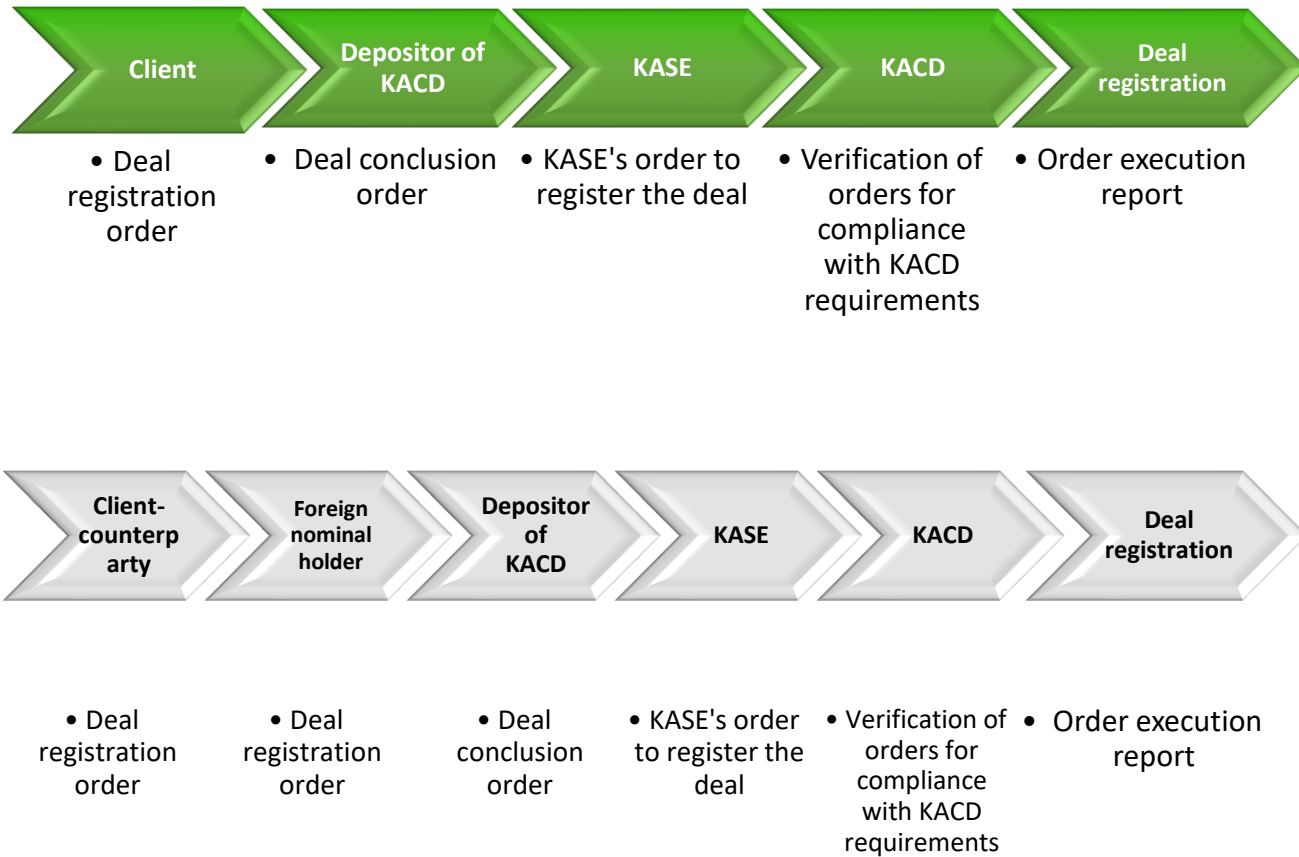 Client
Depositor of
KACD
KASE
KACD
Deal
registration
• Deal
registration
order
• Deal conclusion
order
• KASE's order to
register the deal
• Verification of
orders for
compliance
with KACD
requirements
• Order execution
report
Client-
counterp
arty
Foreign
nominal
holder
Depositor
of
KACD
KASE
KACD
Deal
registration
• Deal
registration
order
• Deal
registration
order
• Deal
conclusion
order
• KASE's order
to register the
deal
• Verification of
orders for
compliance
with KACD
requirements
• Order execution
report